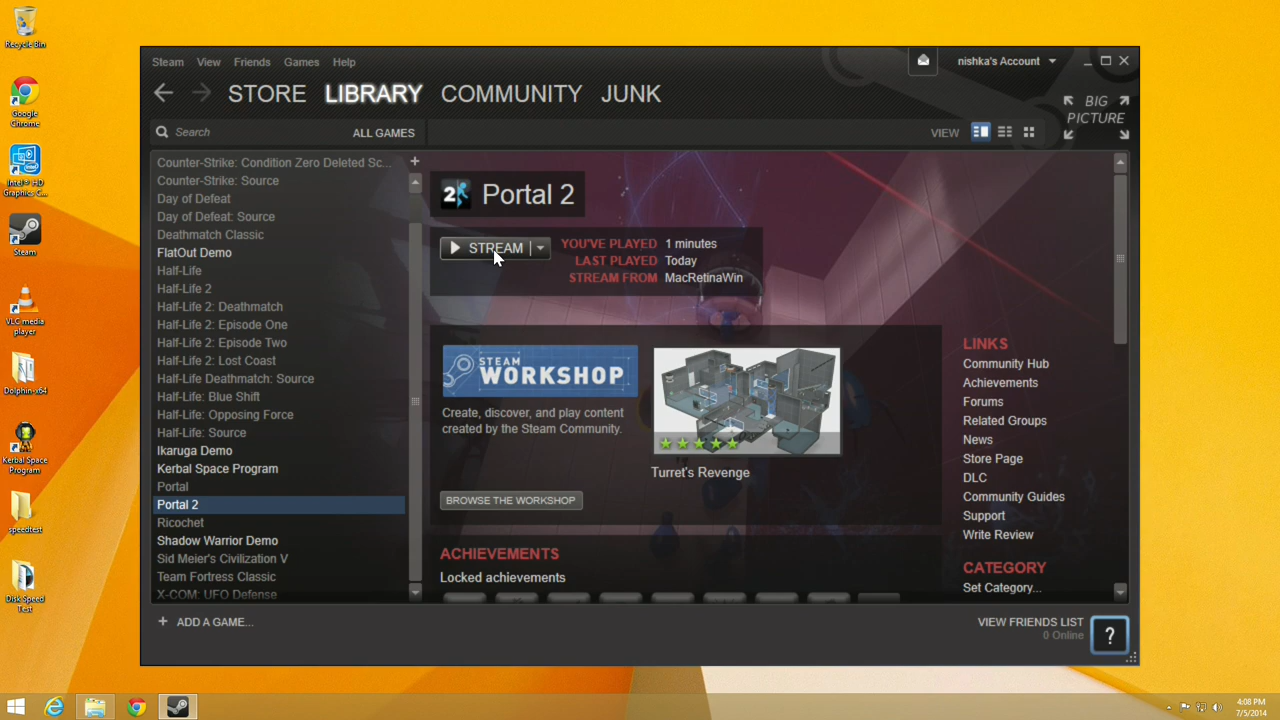 Recycle Bin
Google
Chrome
Intel® HD
Graphics C...
Steam
VLC media
player
Dolphin-x64
Kerbal Space
Program
speedtest
Disk Speed
Test
Steam View Friends Games Help
nishka's Account
STORE LIBRARY COMMUNITY JUNK
BIG
PICTURE
Search ALL GAMES
VIEW
Counter-Strike: Condition Zero Deleted Sc...
+
Counter-Strike: Source
Day of Defeat
Day of Defeat: Source
Deathmatch Classic
FlatOut Demo
Half-Life
Half-Life 2
Half-Life 2: Deathmatch
Half-Life 2: Episode One
Half-Life 2: Episode Two
Half-Life 2: Lost Coast
Half-Life Deathmatch: Source
Half-Life: Blue Shift
Half-Life: Opposing Force
Half-Life: Source
Ikaruga Demo
Kerbal Space Program
Portal
Portal 2
Ricochet
Shadow Warrior Demo
Sid Meier's Civilization V
Team Fortress Classic
X-COM: UFO Defense
+ ADD A GAME...
2 Portal 2
STREAM
YOU'VE PLAYED 1 minutes
LAST PLAYED Today
STREAM FROM MacRetinaWin
STEAM
WORKSHOP
Create, discover, and play content
created by the Steam Community.
BROWSE THE WORKSHOP
Turret's Revenge
ACHIEVEMENTS
Locked achievements
LINKS
Community Hub
Achievements
Forums
Related Groups
News
Store Page
DLC
Community Guides
Support
Write Review
CATEGORY
Set Category...
VIEW FRIENDS LIST
0 Online
?
4:08 PM
7/5/2014